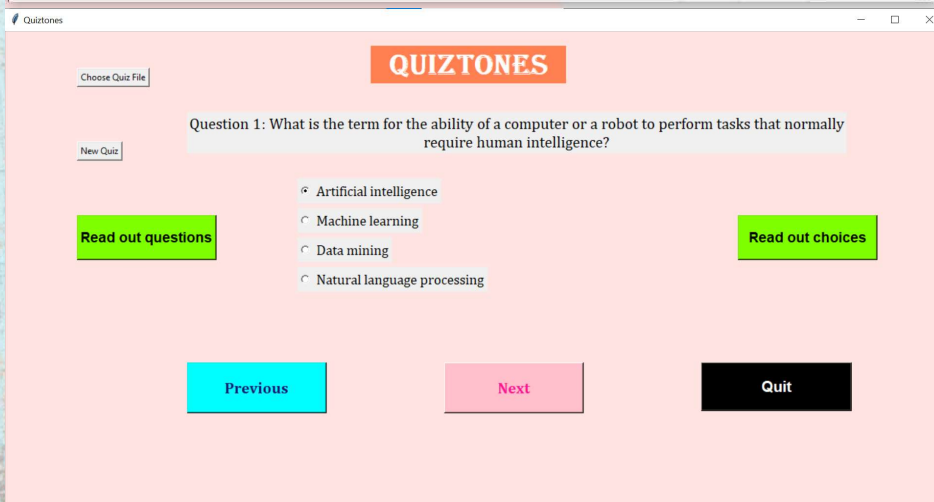 Quiztones
QUIZTONES
Choose Quiz File
Question 1: What is the term for the ability of a computer or a robot to perform tasks that normally
require human intelligence?
New Quiz
Artificial intelligence
Machine learning
Data mining
Natural language processing
Read out questions
Read out choices
Previous
Next
Quit